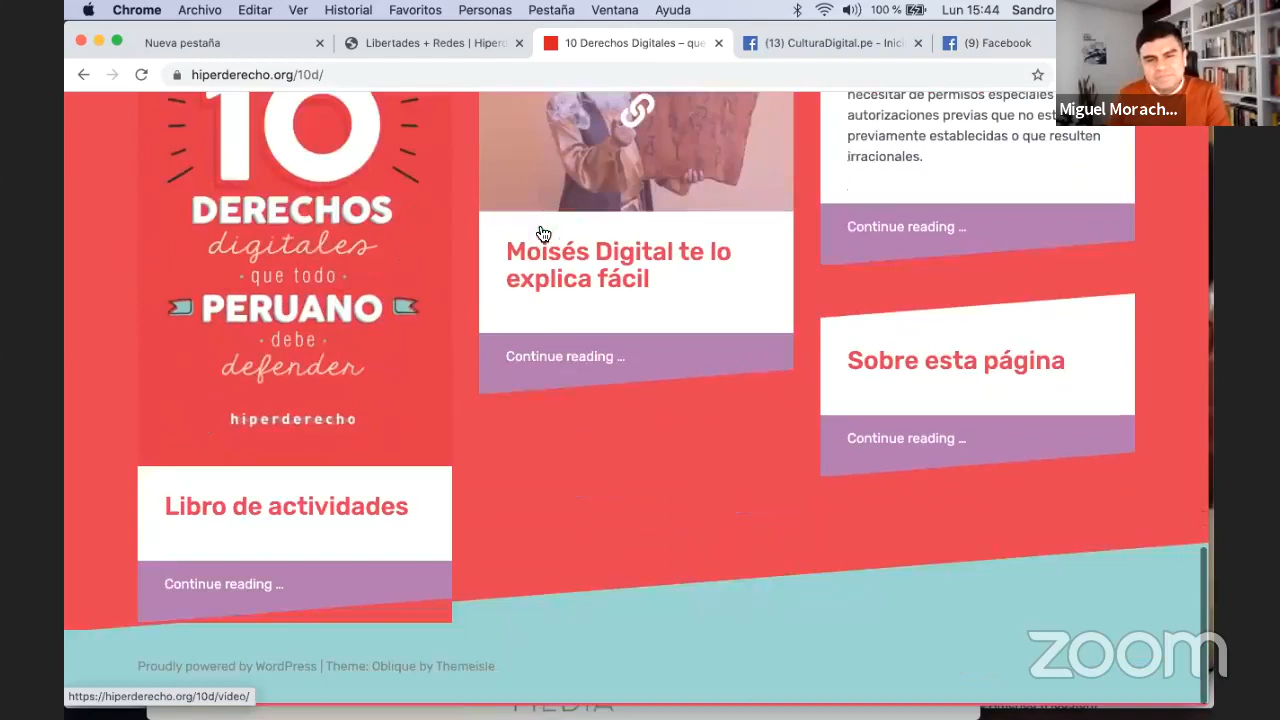 Chrome Archivo Editar Ver Historial Favoritos Personas Pestaña Ventana Ayuda 100 % Lun 15:44 Sandro
Nueva pestaña
Libertades + Redes | Hiperd
10 Derechos Digitales – que
(13) CulturaDigital.pe - Inici
(9) Facebook
hiperderecho.org/10d/
Miguel Morach...
10
DERECHOS
digitales
· que todo ·
PERUANO
· debe ·
defender
hiperderecho
Libro de actividades
Continue reading …
Moisés Digital te lo
explica fácil
Continue reading …
necesitar de permisos especiales
autorizaciones previas que no est
previamente establecidas o que resulten
irracionales.
Continue reading …
Sobre esta página
Continue reading …
Proudly powered by WordPress | Theme: Oblique by Themeisle.
https://hiperderecho.org/10d/video/
zoom